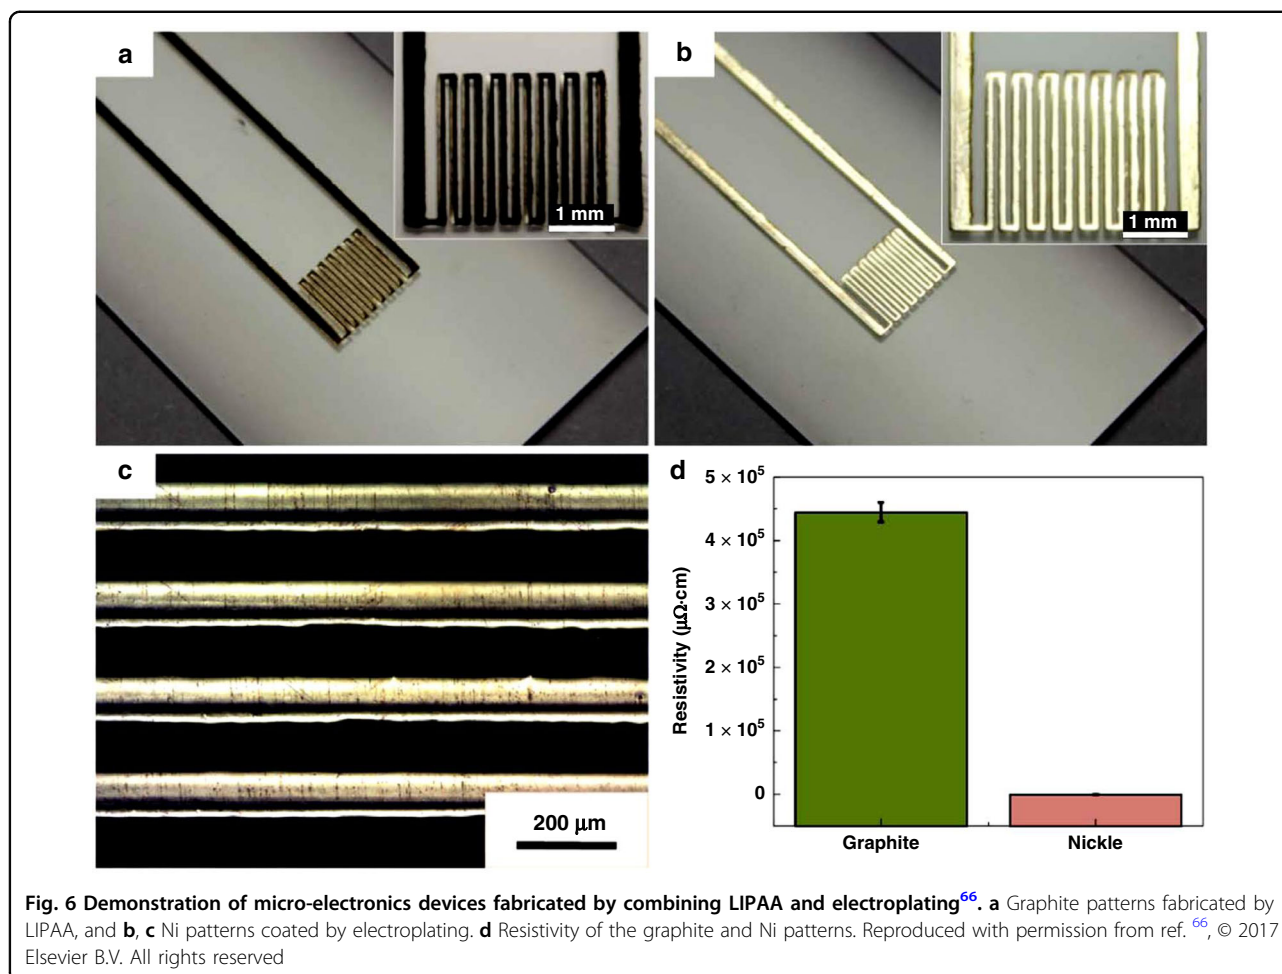 a
1 mm
b
1 mm
c
200 μm
d
5 × 10⁵
4 × 10⁵
3 × 10⁵
2 × 10⁵
1 × 10⁵
0
Resistivity (μΩ·cm)
Graphite
Nickle
Fig. 6 Demonstration of micro-electronics devices fabricated by combining LIPAA and electroplating⁶⁶. a Graphite patterns fabricated by
LIPAA, and b, c Ni patterns coated by electroplating. d Resistivity of the graphite and Ni patterns. Reproduced with permission from ref. ⁶⁶, © 2017
Elsevier B.V. All rights reserved